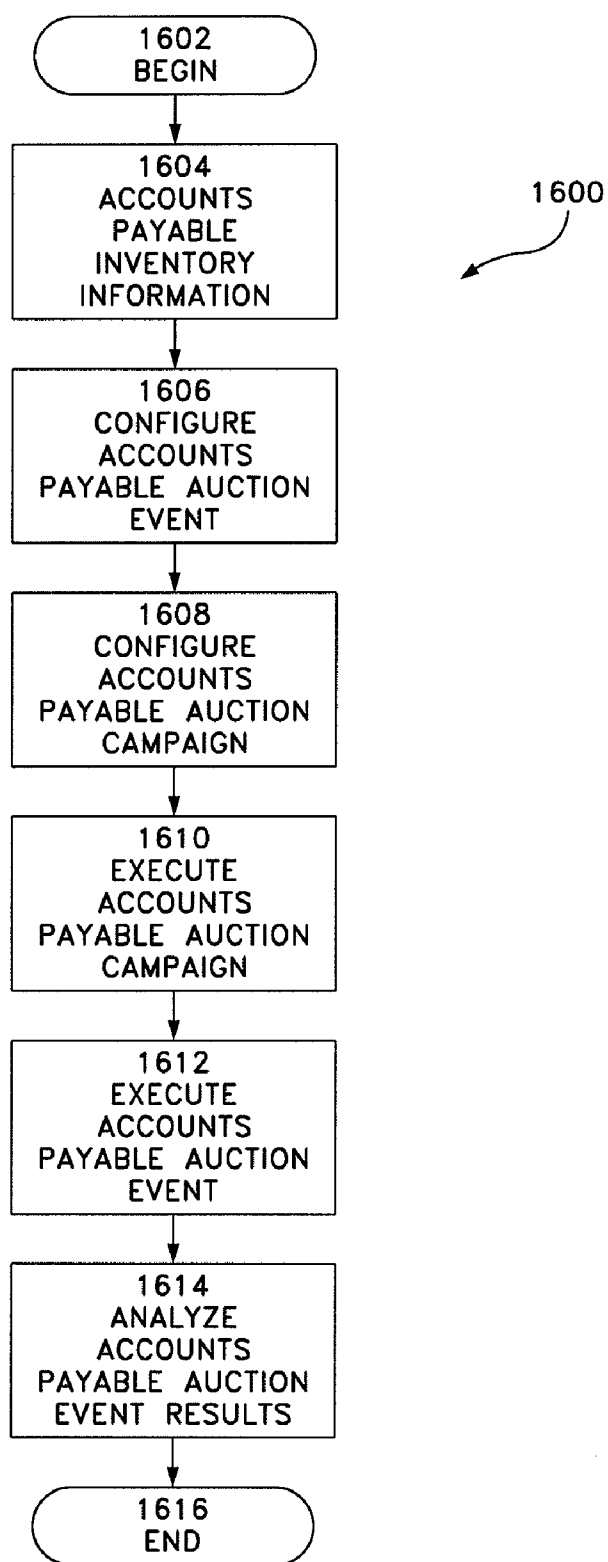 1602
BEGIN
1604
ACCOUNTS
PAYABLE
INVENTORY
INFORMATION
1600
1606
CONFIGURE
ACCOUNTS
PAYABLE AUCTION
EVENT
1608
CONFIGURE
ACCOUNTS
PAYABLE AUCTION
CAMPAIGN
1610
EXECUTE
ACCOUNTS
PAYABLE AUCTION
CAMPAIGN
1612
EXECUTE
ACCOUNTS
PAYABLE AUCTION
EVENT
1614
ANALYZE
ACCOUNTS
PAYABLE AUCTION
EVENT RESULTS
1616
END